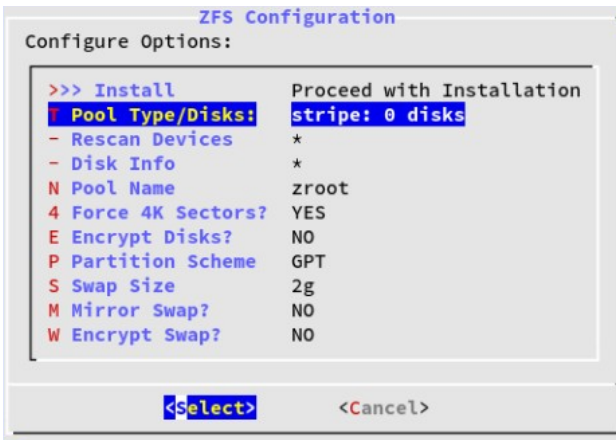 ZFS Configuration
Configure Options:
>>> Install Proceed with Installation
T Pool Type/Disks: stripe: 0 disks
- Rescan Devices *
- Disk Info *
N Pool Name zroot
4 Force 4K Sectors? YES
E Encrypt Disks? NO
P Partition Scheme GPT
S Swap Size 2g
M Mirror Swap? NO
W Encrypt Swap? NO
<Select> <Cancel>